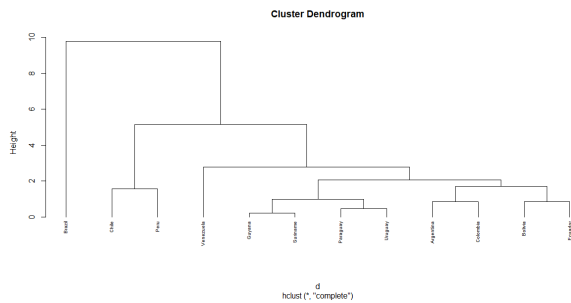 Cluster Dendrogram
Height
10
8
6
4
2
0
Brazil
Chile
Peru
Venezuela
Guyana
Suriname
Paraguay
Uruguay
Argentina
Colombia
Bolivia
Ecuador
d
hclust (*, "complete")